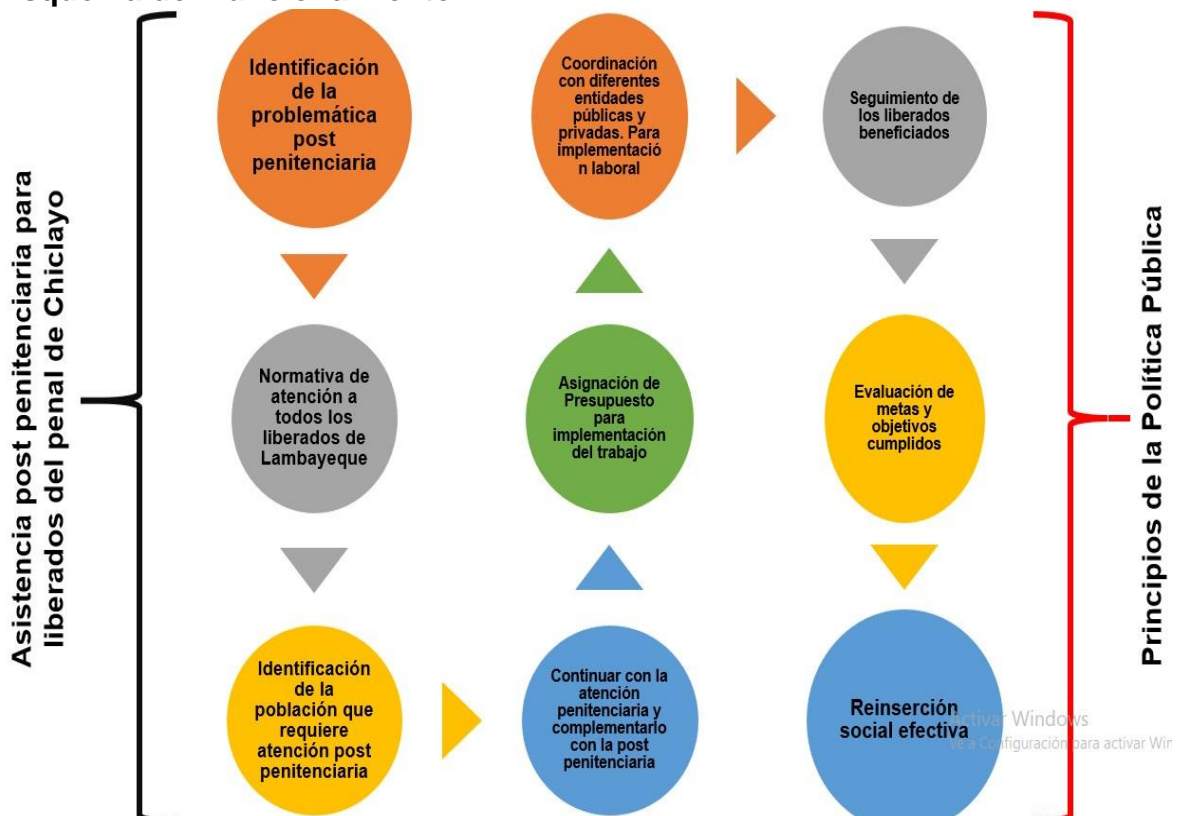 Asistencia post penitenciaria para
liberados del penal de Chiclayo
Identificación
de la
problemática
post
penitenciaria
Normativa de
atención a
todos los
liberados de
Lambayeque
Identificación
de la
población que
requiere
atención post
penitenciaria
Continuar con la
atención
penitenciaria y
complementarlo
con la post
penitenciaria
Asignación de
Presupuesto
para
implementación
del trabajo
Coordinación
con diferentes
entidades
públicas y
privadas. Para
implementació
n laboral
Seguimiento de
los liberados
beneficiados
Evaluación de
metas y
objetivos
cumplidos
Reinserción
social efectiva
Activar Windows
Ve a Configuración para activar Win
Principios de la Política Pública